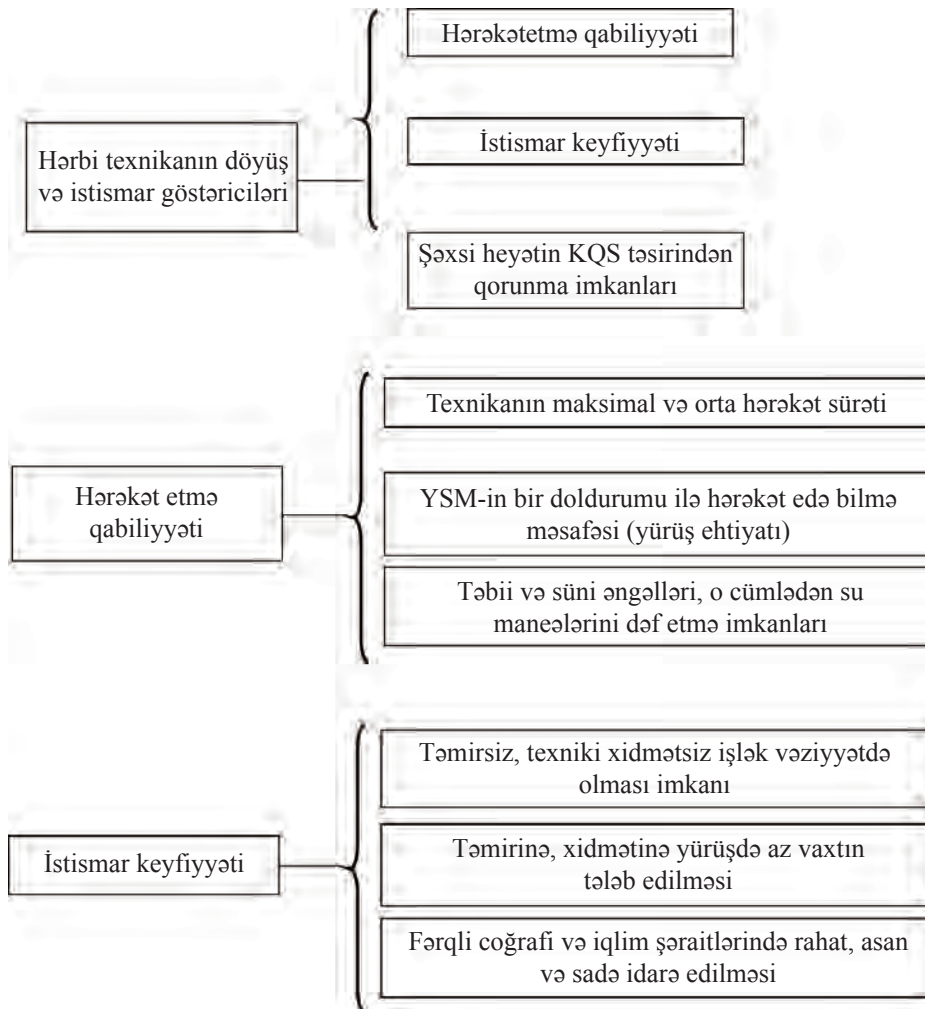 Hərəkətetmə qabiliyyəti
Hərbi texnikanın döyüş
və istismar göstəriciləri
İstismar keyfiyyəti
Şəxsi heyətin KQS təsirindən
qorunma imkanları
Texnikanın maksimal və orta hərəkət sürəti
Hərəkət etmə
qabiliyyəti
YSM-in bir doldurumu ilə hərəkət edə bilmə
məsafəsi (yürüş ehtiyatı)
Təbii və süni əngəlləri, o cümlədən su
maneələrini dəf etmə imkanları
Təmirsiz, texniki xidmətsiz işlək vəziyyətdə
olması imkanı
İstismar keyfiyyəti
Təmirinə, xidmətinə yürüşdə az vaxtın
tələb edilməsi
Fərqli coğrafi və iqlim şəraitlərində rahat, asan
və sadə idarə edilməsi